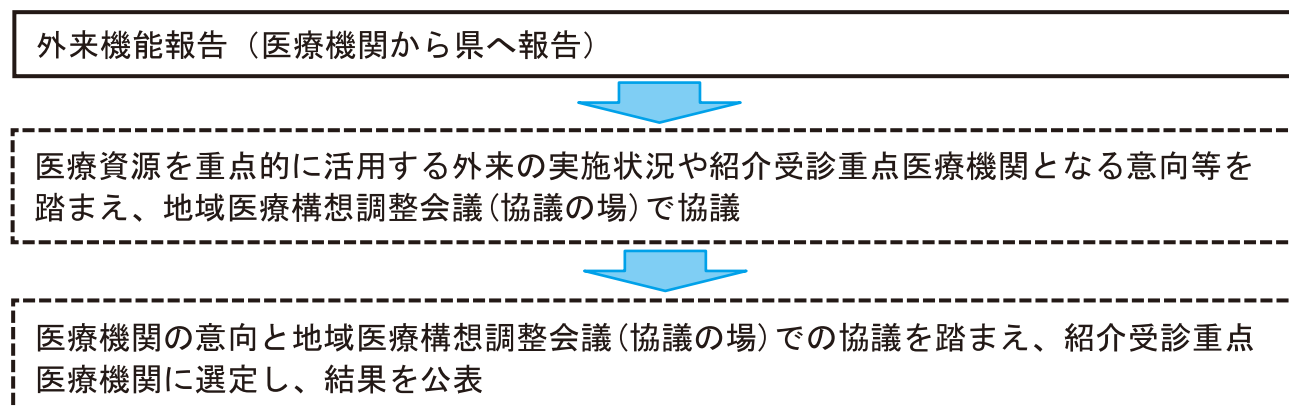 外来機能報告（医療機関から県へ報告）
医療資源を重点的に活用する外来の実施状況や紹介受診重点医療機関となる意向等を
踏まえ、地域医療構想調整会議(協議の場)で協議
医療機関の意向と地域医療構想調整会議(協議の場)での協議を踏まえ、紹介受診重点
医療機関に選定し、結果を公表